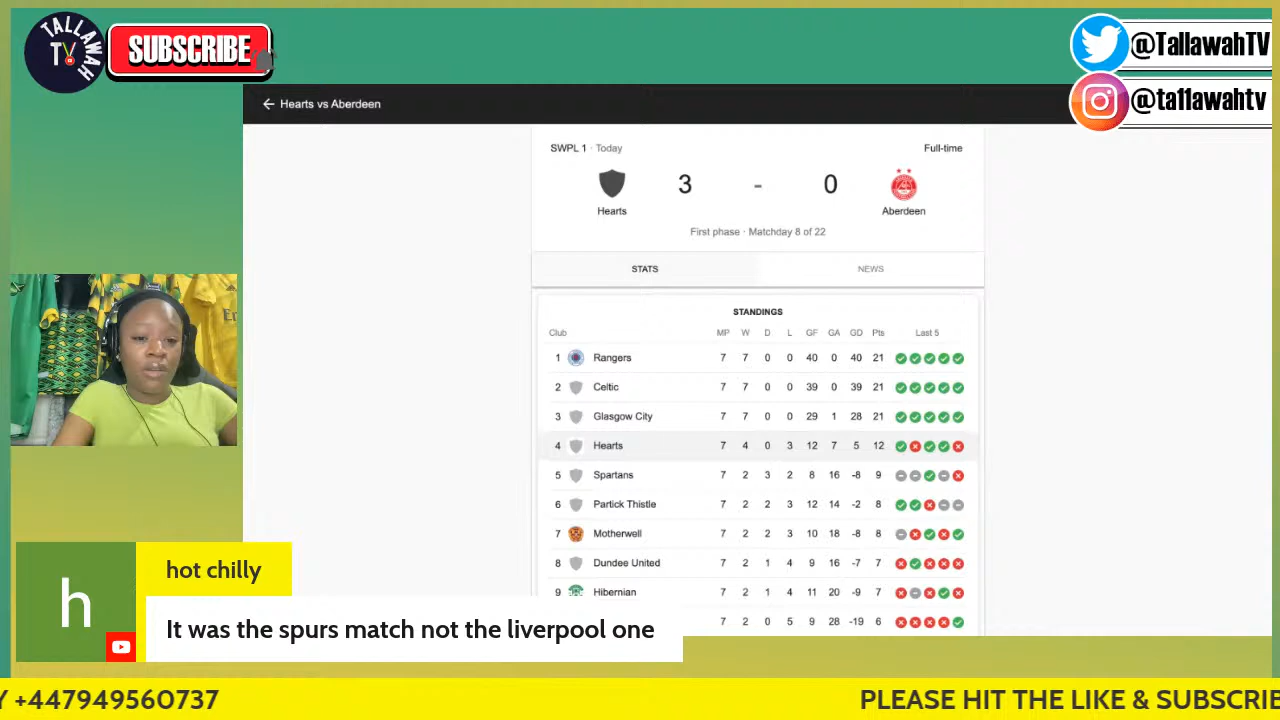 TALLAWAH
TV
SUBSCRIBE
@TallawahTV
@ta11awahtv
Hearts vs Aberdeen
SWPL 1 · Today
Full-time
3 - 0
Hearts
Aberdeen
First phase · Matchday 8 of 22
STATS
NEWS
STANDINGS
Club MP W D L GF GA GD Pts Last 5
1 Rangers 7 7 0 0 40 0 40 21
2 Celtic 7 7 0 0 39 0 39 21
3 Glasgow City 7 7 0 0 29 1 28 21
4 Hearts 7 4 0 3 12 7 5 12
5 Spartans 7 2 3 2 8 16 -8 9
6 Partick Thistle 7 2 2 3 12 14 -2 8
7 Motherwell 7 2 2 3 10 18 -8 8
8 Dundee United 7 2 1 4 9 16 -7 7
9 Hibernian 7 2 1 4 11 20 -9 7
7 2 0 5 9 28 -19 6
h
hot chilly
It was the spurs match not the liverpool one
Y +447949560737
PLEASE HIT THE LIKE & SUBSCRIBE